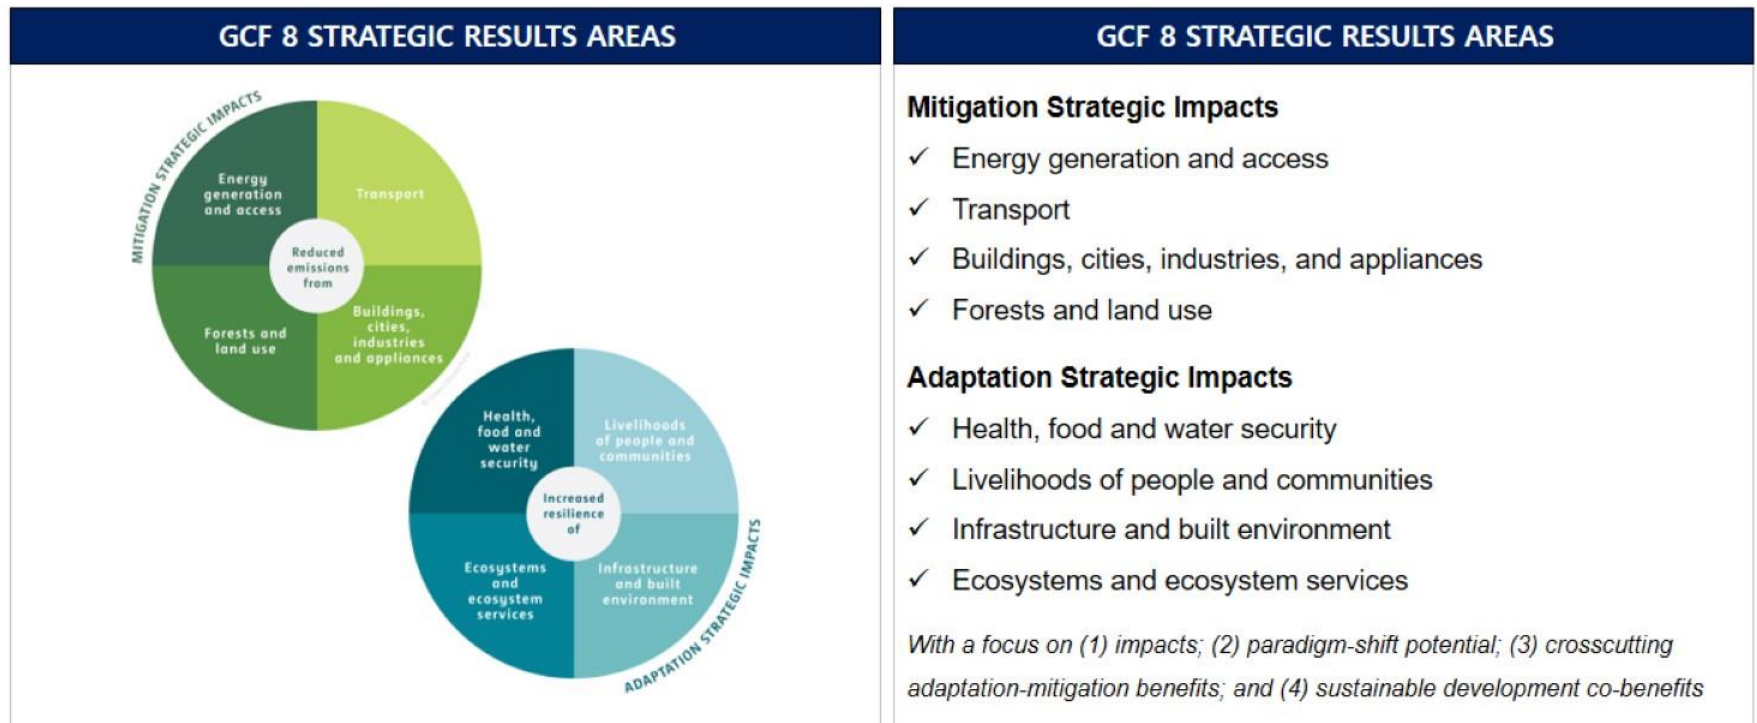 GCF 8 STRATEGIC RESULTS AREAS
MITIGATION STRATEGIC IMPACTS
Energy
generation
and access
Transport
Reduced
emissions
from
Forests and
land use
Buildings,
cities,
industries
and appliances
Health,
food and
water
security
Livelihoods
of people and
communities
Increased
resilience
of
Ecosystems
and
ecosystem
services
Infrastructure
and built
environment
ADAPTATION STRATEGIC IMPACTS
GCF 8 STRATEGIC RESULTS AREAS
Mitigation Strategic Impacts
✓ Energy generation and access
✓ Transport
✓ Buildings, cities, industries, and appliances
✓ Forests and land use
Adaptation Strategic Impacts
✓ Health, food and water security
✓ Livelihoods of people and communities
✓ Infrastructure and built environment
✓ Ecosystems and ecosystem services
With a focus on (1) impacts; (2) paradigm-shift potential; (3) crosscutting
adaptation-mitigation benefits; and (4) sustainable development co-benefits